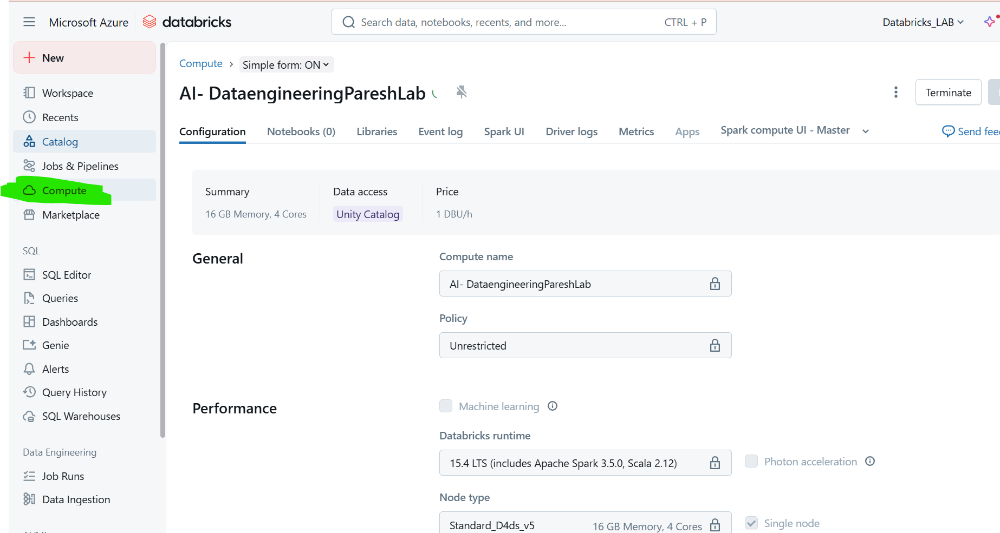 Microsoft Azure databricks
Search data, notebooks, recents, and more... CTRL + P
Databricks_LAB
New
Workspace
Recents
Catalog
Jobs & Pipelines
Compute
Marketplace
SQL
SQL Editor
Queries
Dashboards
Genie
Alerts
Query History
SQL Warehouses
Data Engineering
Job Runs
Data Ingestion
Compute › Simple form: ON
AI- DataengineeringPareshLab
Terminate
Configuration Notebooks (0) Libraries Event log Spark UI Driver logs Metrics Apps Spark compute UI - Master Send fee
Summary Data access Price
16 GB Memory, 4 Cores Unity Catalog 1 DBU/h
General
Compute name
AI- DataengineeringPareshLab
Policy
Unrestricted
Performance
Machine learning
Databricks runtime
15.4 LTS (includes Apache Spark 3.5.0, Scala 2.12) Photon acceleration
Node type
Standard_D4ds_v5 16 GB Memory, 4 Cores Single node